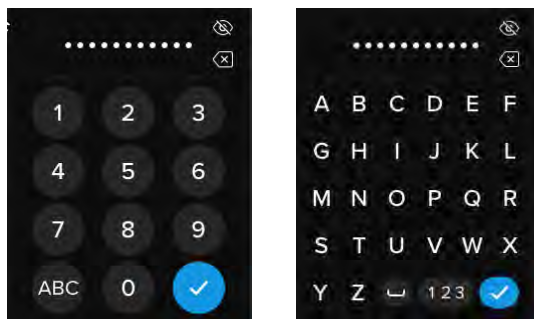 1 2 3
4 5 6
7 8 9
ABC 0
A B C D E F
G H I J K L
M N O P Q R
S T U V W X
Y Z 123